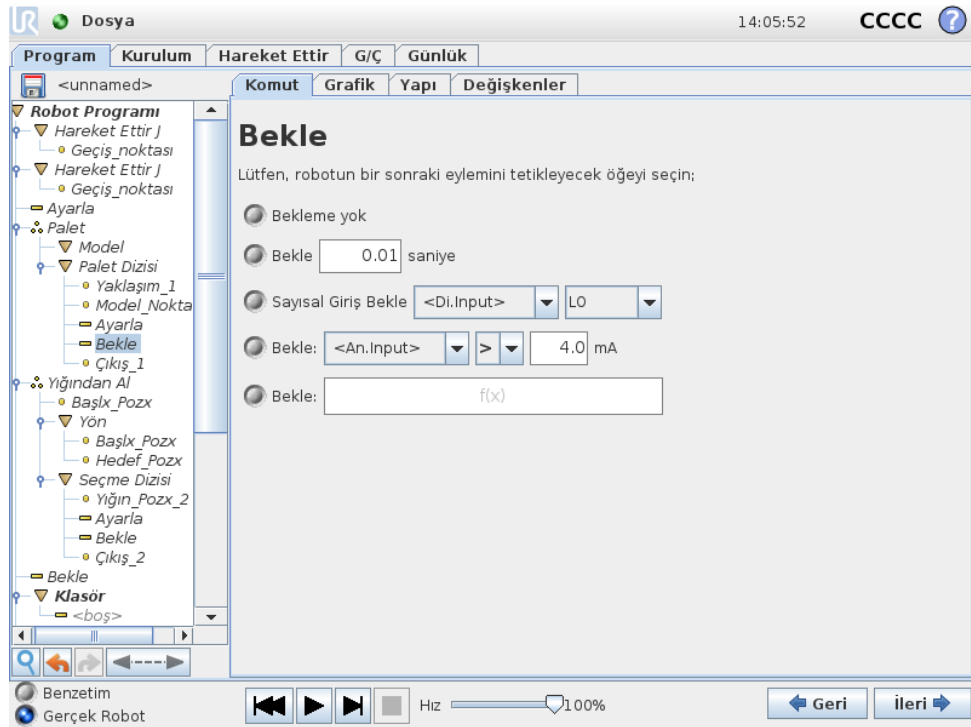 UR Dosya 14:05:52 CCCC ?
Program Kurulum Hareket Ettir G/Ç Günlük
<unnamed>
Komut Grafik Yapı Değişkenler
Robot Programı
Hareket Ettir J
Geçiş_noktası
Hareket Ettir J
Geçiş_noktası
Ayarla
Palet
Model
Palet Dizisi
Yaklaşım_1
Model_Nokta
Ayarla
Bekle
Çıkış_1
Yığından Al
Başlx_Pozx
Yön
Başlx_Pozx
Hedef_Pozx
Seçme Dizisi
Yığın_Pozx_2
Ayarla
Bekle
Çıkış_2
Bekle
Klasör
<boş>
Bekle
Lütfen, robotun bir sonraki eylemini tetikleyecek öğeyi seçin;
Bekleme yok
Bekle 0.01 saniye
Sayısal Giriş Bekle <Di.Input> LO
Bekle: <An.Input> > 4.0 mA
Bekle: f(x)
Benzetim
Gerçek Robot
Hız 100%
Geri İleri